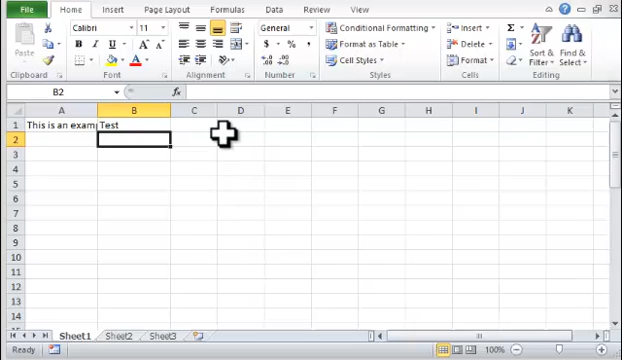 File Home Insert Page Layout Formulas Data Review View
Calibri 11 A A General Conditional Formatting Insert Σ
Paste B I U $ % , Format as Table Delete Sort & Filter Find & Select
Cell Styles Format
Clipboard Font Alignment Number Styles Cells Editing
B2 fx
A B C D E F G H I J K
1 This is an examp Test
2
3
4
5
6
7
8
9
10
11
12
13
14
Sheet1 Sheet2 Sheet3
Ready 100%